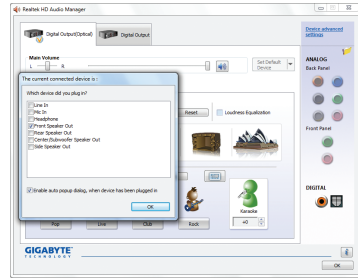 Realtek HD Audio Manager
Digital Output(Optical)
Digital Output
Device advanced settings
Main Volume
L
R
Set Default Device
ANALOG
Back Panel
The current connected device is :
Which device did you plug in?
Line In
Mic In
Headphone
Front Speaker Out
Rear Speaker Out
Center/Subwoofer Speaker Out
Side Speaker Out
Enable auto popup dialog, when device has been plugged in
OK
Reset
Loudness Equalization
Front Panel
Karaoke
+0
Pop
Live
Club
Rock
DIGITAL
GIGABYTE
TECHNOLOGY
OK